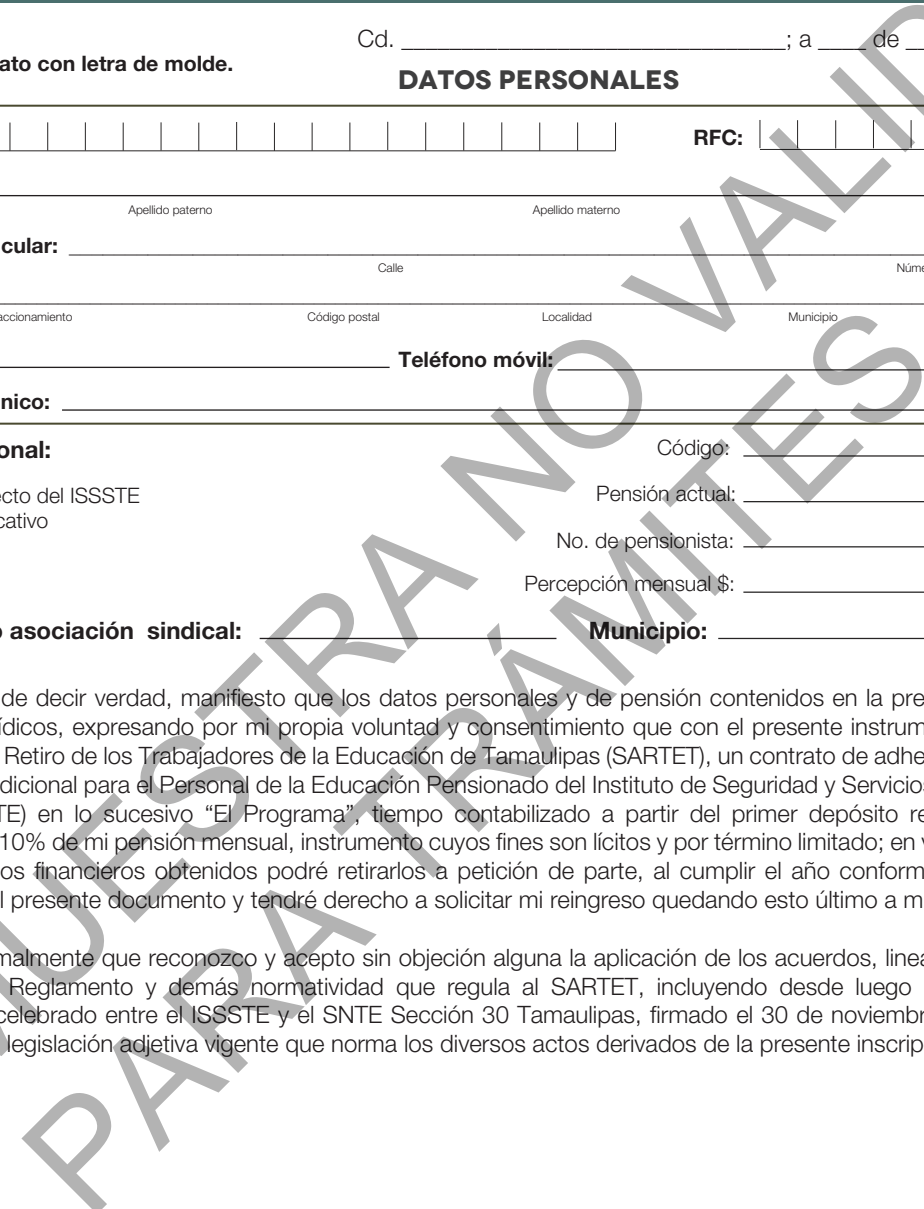 Cd. ________________________________; a ____ de __
ato con letra de molde.
DATOS PERSONALES
RFC:
Apellido paterno Apellido materno
cular:
Calle Núme
accionamiento Código postal Localidad Municipio
Teléfono móvil:
nico:
onal:
Código:
ecto del ISSSTE
Pensión actual:
cativo
No. de pensionista:
Percepción mensual $:
o asociación sindical: Municipio:
de decir verdad, manifiesto que los datos personales y de pensión contenidos en la pre
ídicos, expresando por mi propia voluntad y consentimiento que con el presente instrum
Retiro de los Trabajadores de la Educación de Tamaulipas (SARTET), un contrato de adhe
dicional para el Personal de la Educación Pensionado del Instituto de Seguridad y Servicios
TE) en lo sucesivo “El Programa”, tiempo contabilizado a partir del primer depósito re
10% de mi pensión mensual, instrumento cuyos fines son lícitos y por término limitado; en v
os financieros obtenidos podré retirarlos a petición de parte, al cumplir el año conform
l presente documento y tendré derecho a solicitar mi reingreso quedando esto último a m
malmente que reconozco y acepto sin objeción alguna la aplicación de los acuerdos, linea
Reglamento y demás normatividad que regula al SARTET, incluyendo desde luego
celebrado entre el ISSSTE y el SNTE Sección 30 Tamaulipas, firmado el 30 de noviembr
legislación adjetiva vigente que norma los diversos actos derivados de la presente inscrip
MUESTRA NO VALID
PARA TRÁMITES